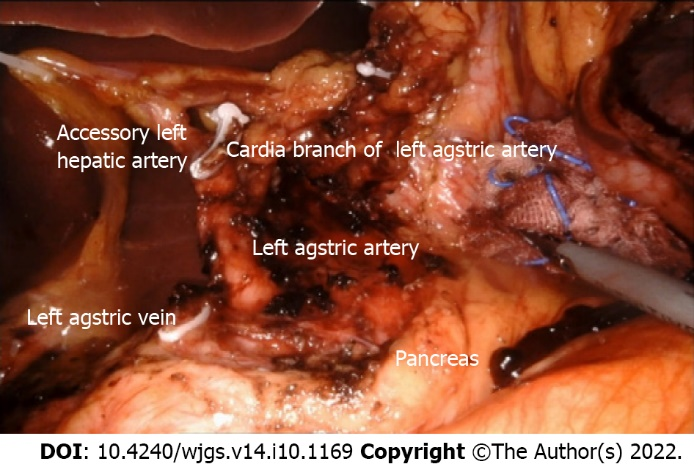 Accessory left
hepatic artery
Cardia branch of left agstric artery
Left agstric artery
Left agstric vein
Pancreas
DOI: 10.4240/wjgs.v14.i10.1169 Copyright ©The Author(s) 2022.